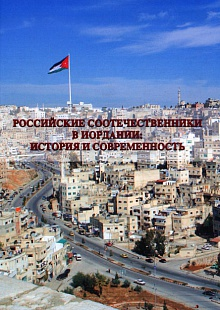 РОССИЙСКИЕ СООТЕЧЕСТВЕННИКИ
В ИОРДАНИИ:
ИСТОРИЯ И СОВРЕМЕННОСТЬ